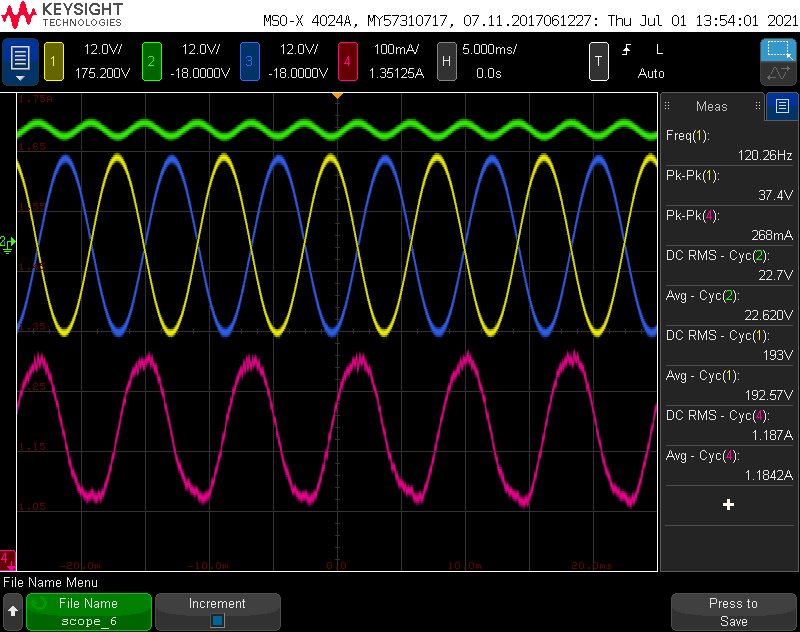 KEYSIGHT
TECHNOLOGIES
MSO-X 4024A, MY57310717, 07.11.2017061227: Thu Jul 01 13:54:01 2021
1 12.0V/ 175.200V
2 12.0V/ -18.0000V
3 12.0V/ -18.0000V
4 100mA/ 1.35125A
H 5.000ms/ 0.0s
T L Auto
1.75A
1.65
1.55
1.45
1.35
1.25
1.15
1.05
2
4
-20.0m -10.0m 0.0 10.0m 20.0ms
Meas
Freq(1):
120.26Hz
Pk-Pk(1):
37.4V
Pk-Pk(4):
268mA
DC RMS - Cyc(2):
22.7V
Avg - Cyc(2):
22.620V
DC RMS - Cyc(1):
193V
Avg - Cyc(1):
192.57V
DC RMS - Cyc(4):
1.187A
Avg - Cyc(4):
1.1842A
File Name Menu
File Name
scope_6
Increment
Press to
Save